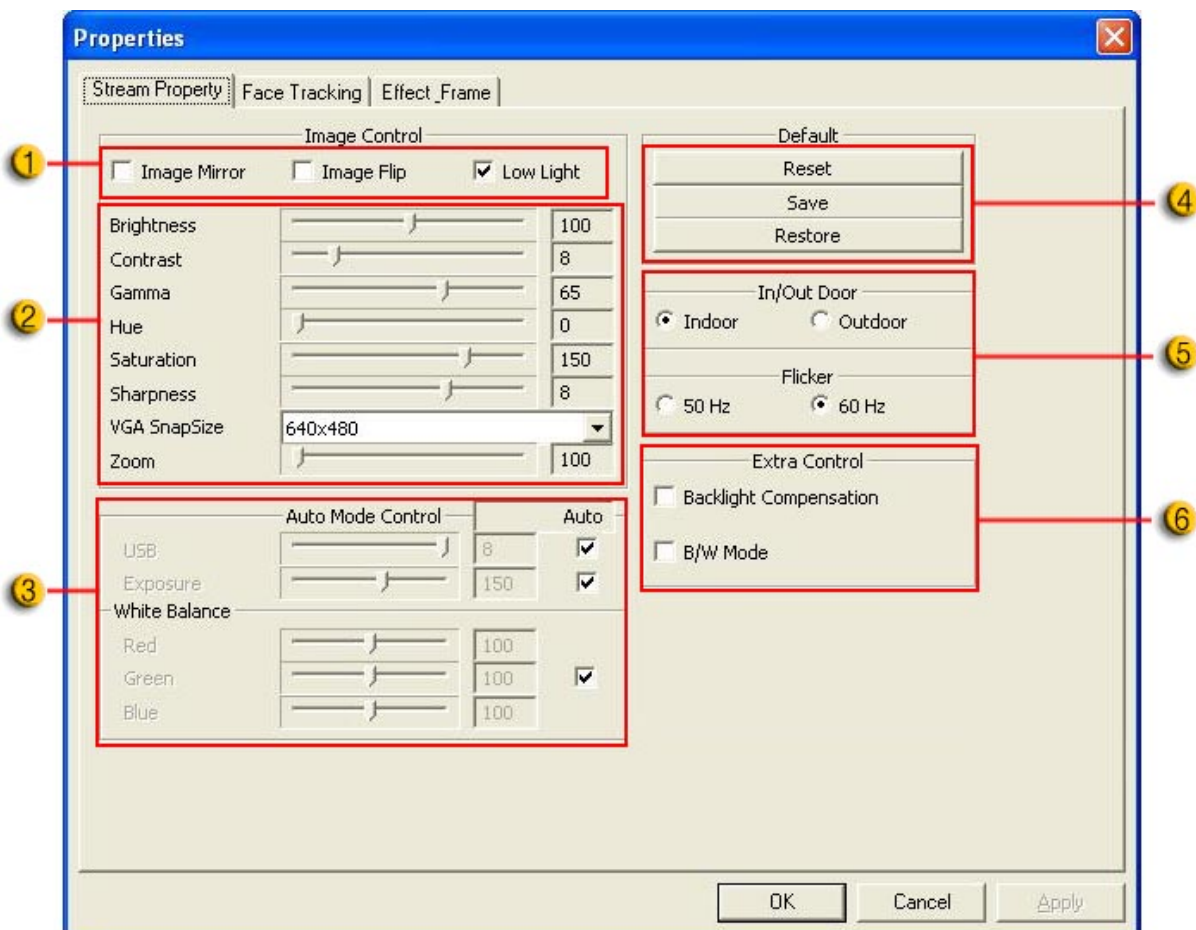 Properties
Stream Property Face Tracking Effect_Frame
Image Control
1
Image Mirror Image Flip Low Light
2
Brightness 100
Contrast 8
Gamma 65
Hue 0
Saturation 150
Sharpness 8
VGA SnapSize 640x480
Zoom 100
3
Auto Mode Control Auto
USB 8
Exposure 150
White Balance
Red 100
Green 100
Blue 100
Default
4
Reset
Save
Restore
5
In/Out Door
Indoor Outdoor
Flicker
50 Hz 60 Hz
6
Extra Control
Backlight Compensation
B/W Mode
OK Cancel Apply